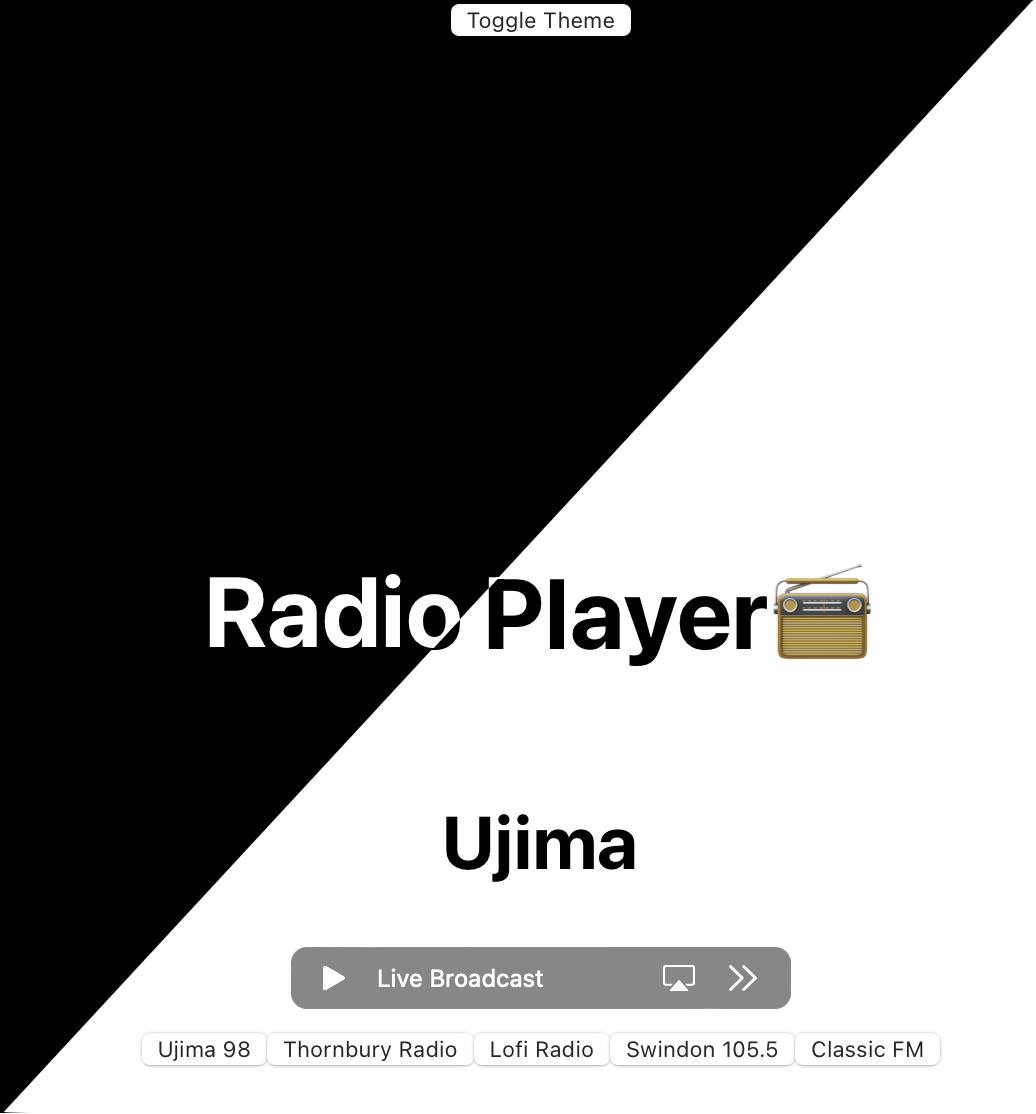 Toggle Theme
Radio Player📻
Ujima
Live Broadcast
Ujima 98 Thornbury Radio Lofi Radio Swindon 105.5 Classic FM